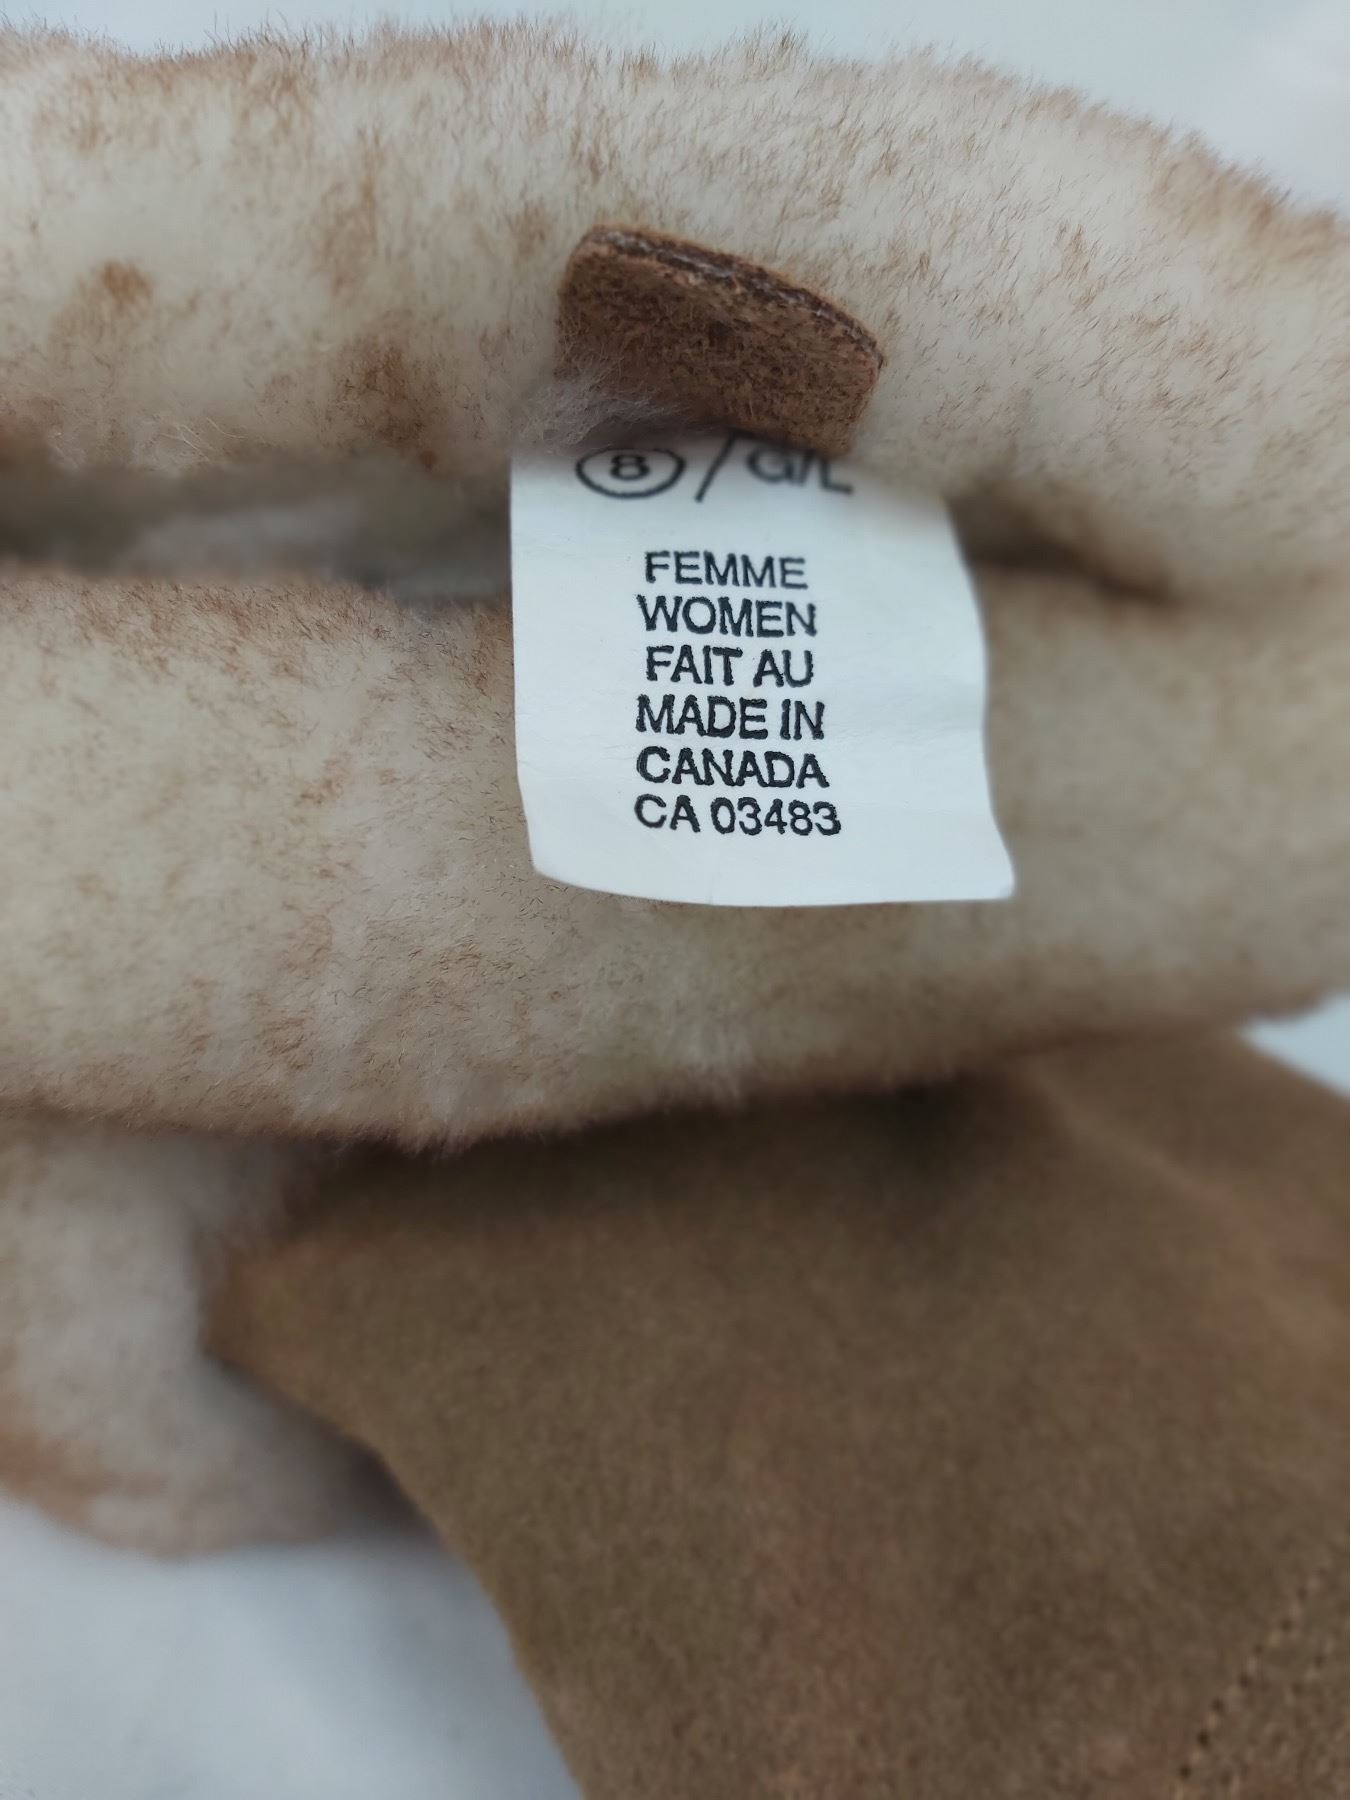 8 / G/L
FEMME
WOMEN
FAIT AU
MADE IN
CANADA
CA 03483